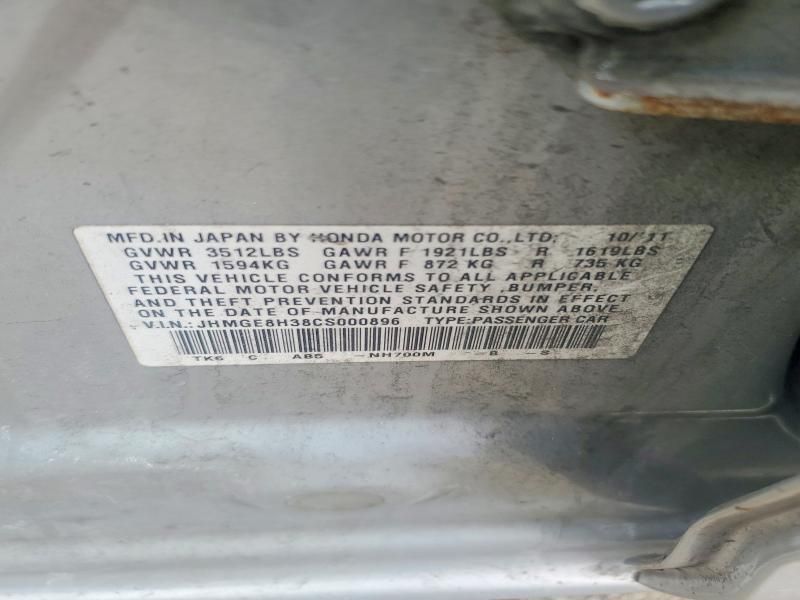 MFD.IN JAPAN BY HONDA MOTOR CO.,LTD. 10/'11
GVWR 3512LBS GAWR F 1921LBS R 1619LBS
GVWR 1594KG GAWR F 872 KG R 735 KG
THIS VEHICLE CONFORMS TO ALL APPLICABLE
FEDERAL MOTOR VEHICLE SAFETY ,BUMPER,
AND THEFT PREVENTION STANDARDS IN EFFECT
ON THE DATE OF MANUFACTURE SHOWN ABOVE.
V.I.N.: JHMGE8H38CS000896 TYPE:PASSENGER CAR
TK6 C AB5 -NH700M -B -S